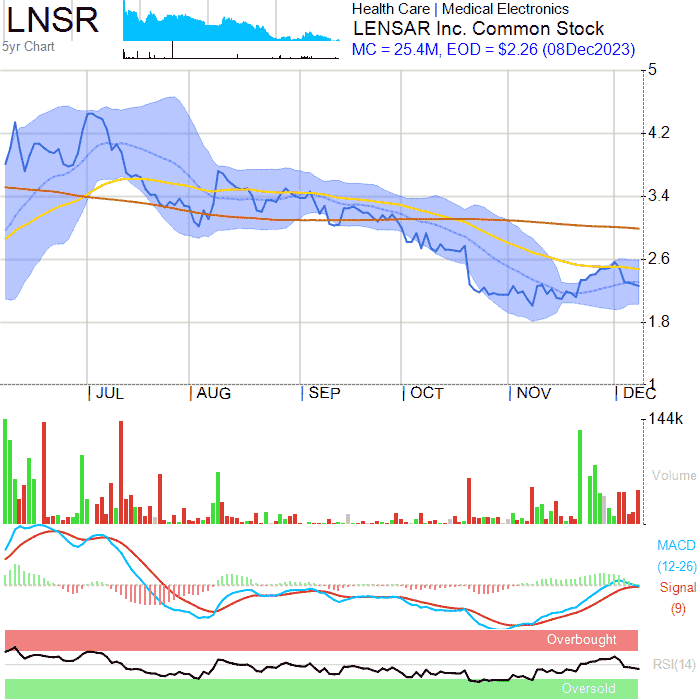 LNSR
5yr Chart
Health Care | Medical Electronics
LENSAR Inc. Common Stock
MC = 25.4M, EOD = $2.26 (08Dec2023)
5
4.2
3.4
2.6
1.8
1
JUL
AUG
SEP
OCT
NOV
DEC
144k
Volume
MACD
(12-26)
Signal
(9)
Overbought
RSI(14)
Oversold